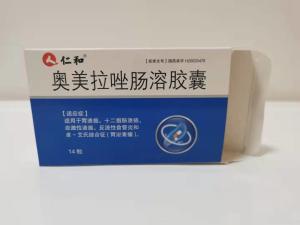 仁和
奥美拉唑肠溶胶囊
【适应症】
适用于胃溃疡、十二指肠溃疡、
应激性溃疡、反流性食管炎和
卓-艾氏综合征（胃泌素瘤）。
14粒